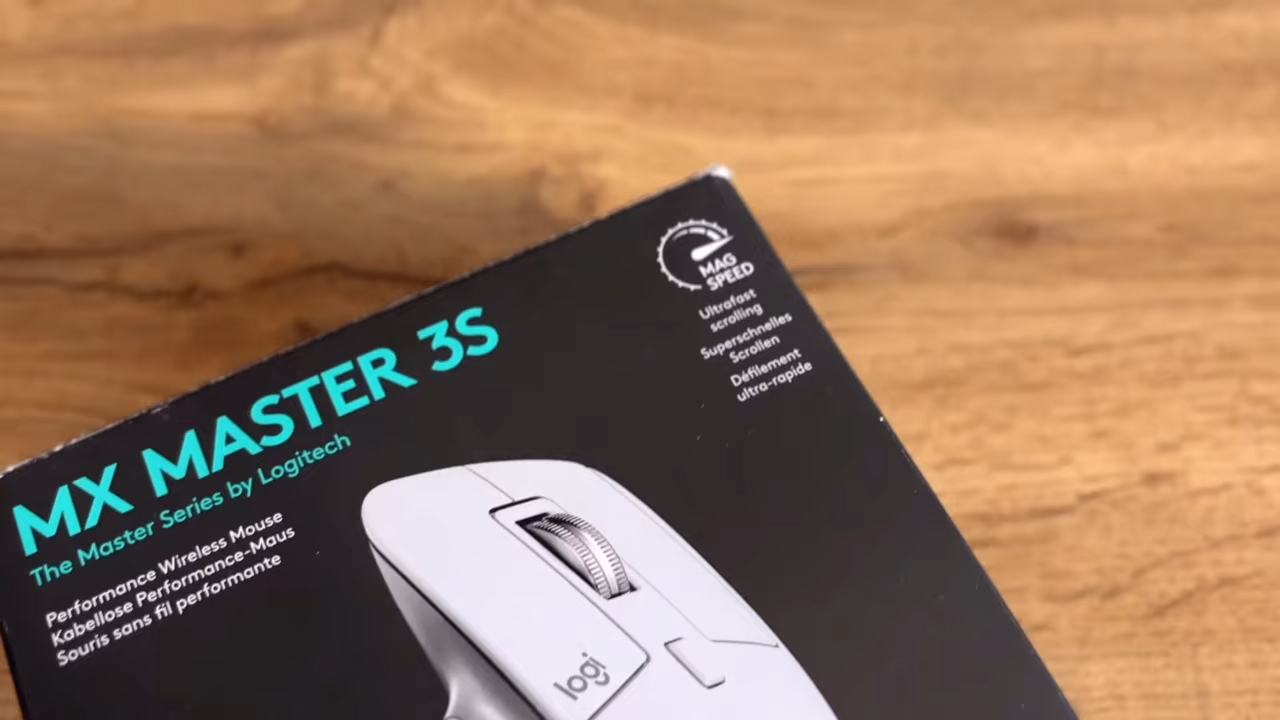 MX MASTER 3S
The Master Series by Logitech
Performance Wireless Mouse
Kabellose Performance-Maus
Souris sans fil performante
MAG
SPEED
Ultrafast
scrolling
Superschnelles
Scrollen
Défilement
ultra-rapide
logi